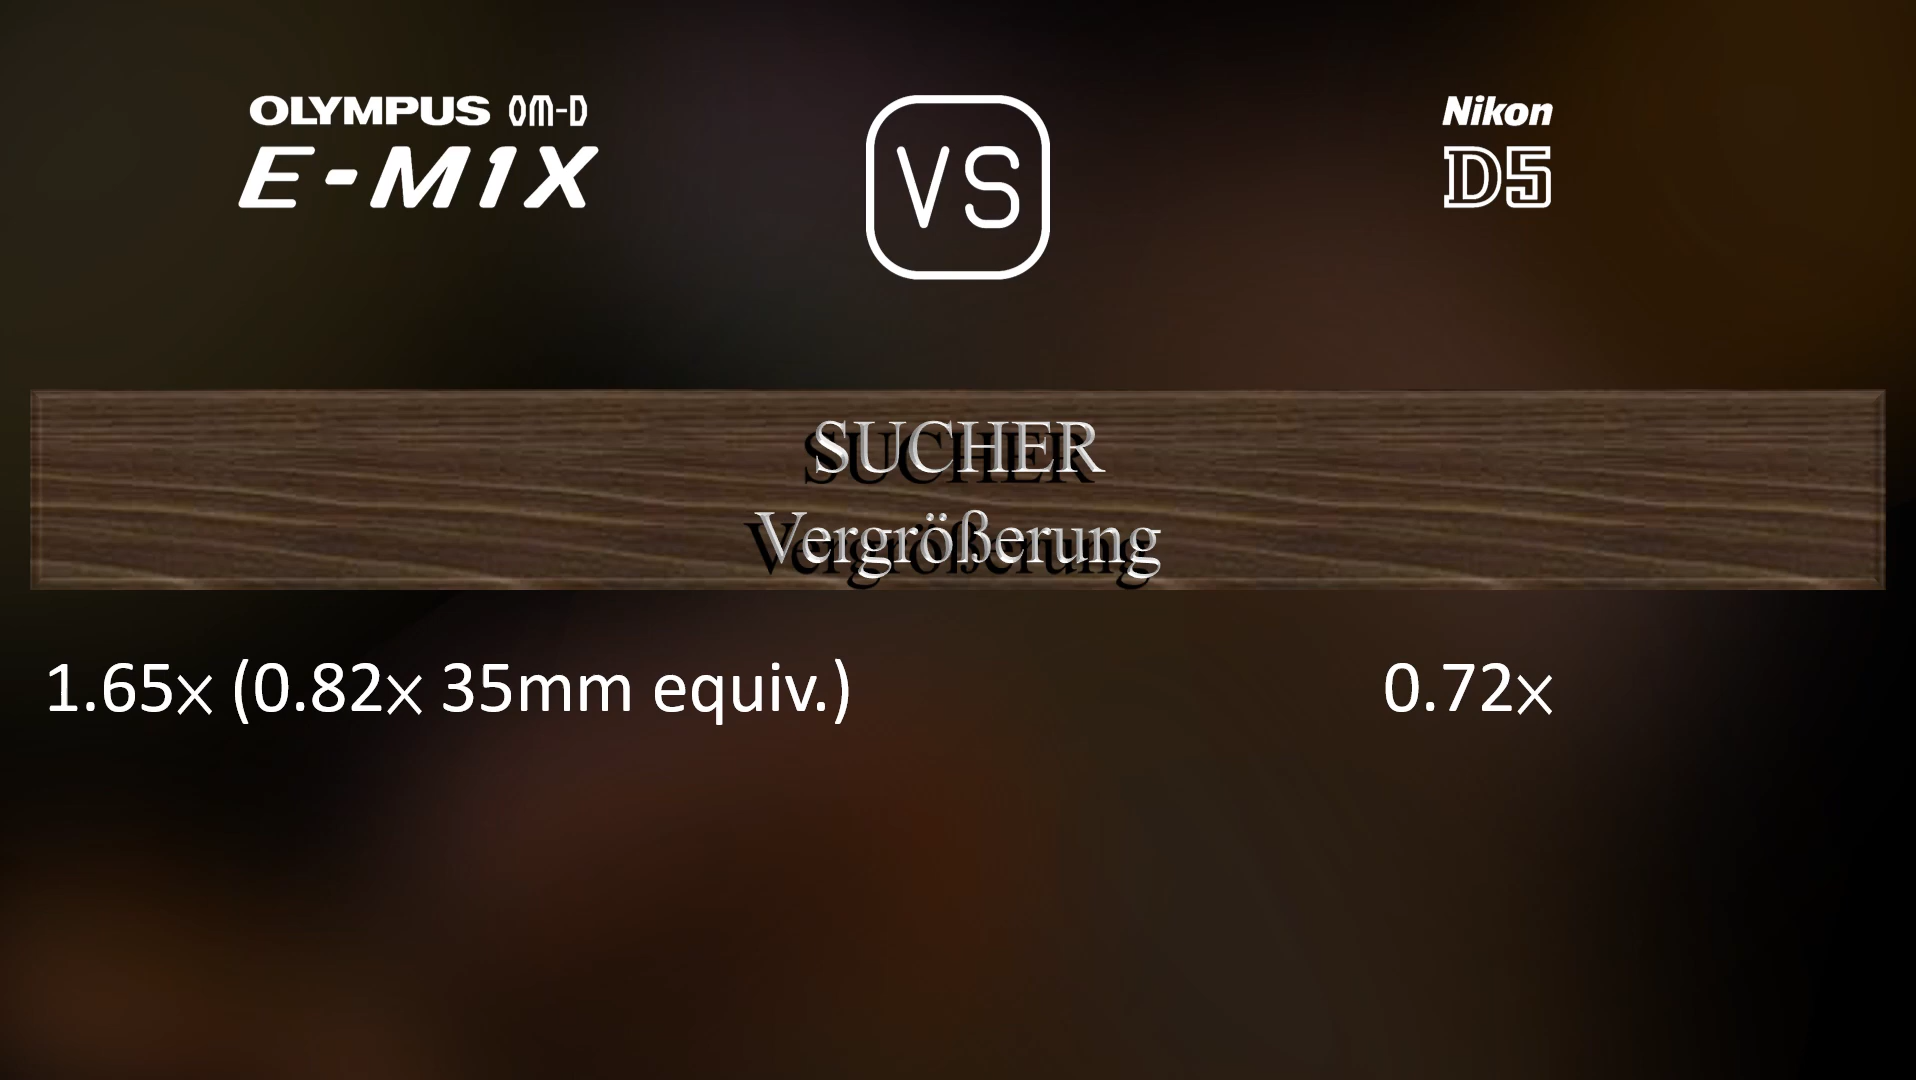 OLYMPUS OM-D
E-M1X
VS
Nikon
D5
SUCHER
Vergrößerung
1.65x (0.82x 35mm equiv.)
0.72x